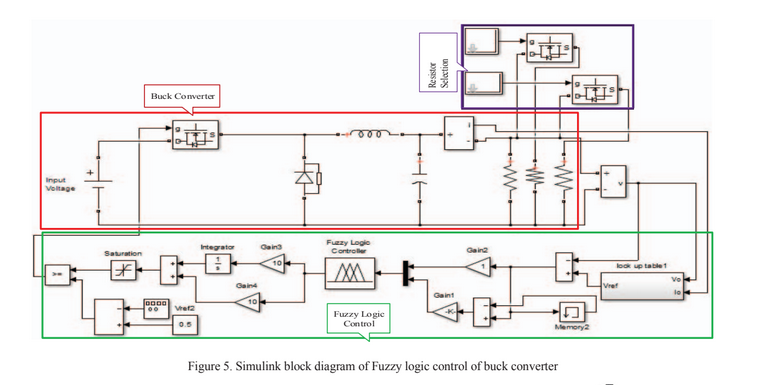 Resistor
Selection
g
D
S
g
D
S
Buck Converter
g
D
S
+
i
-
Input
Voltage
+
+
-
v
Saturation
Integrator
Gain3
Fuzzy Logic
Controller
Gain2
look up table1
>=
+
+
1
s
10
1
-
+
Vref
Vo
Io
Gain4
10
Gain1
-K-
-
+
Memory2
-
+
Vref2
0.5
Fuzzy Logic
Control
Figure 5. Simulink block diagram of Fuzzy logic control of buck converter